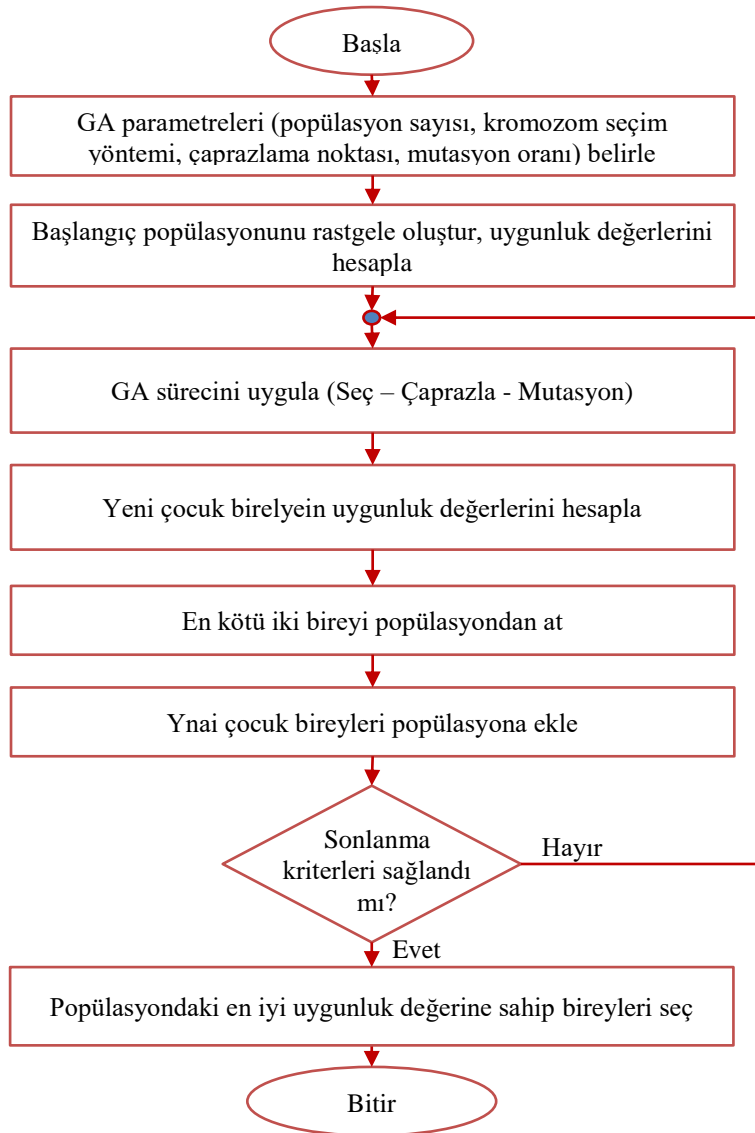 Başla
GA parametreleri (popülasyon sayısı, kromozom seçim
yöntemi, çaprazlama noktası, mutasyon oranı) belirle
Başlangıç popülasyonunu rastgele oluştur, uygunluk değerlerini
hesapla
GA sürecini uygula (Seç – Çaprazla - Mutasyon)
Yeni çocuk birelyein uygunluk değerlerini hesapla
En kötü iki bireyi popülasyondan at
Ynai çocuk bireyleri popülasyona ekle
Sonlanma
kriterleri sağlandı
mı?
Hayır
Evet
Popülasyondaki en iyi uygunluk değerine sahip bireyleri seç
Bitir